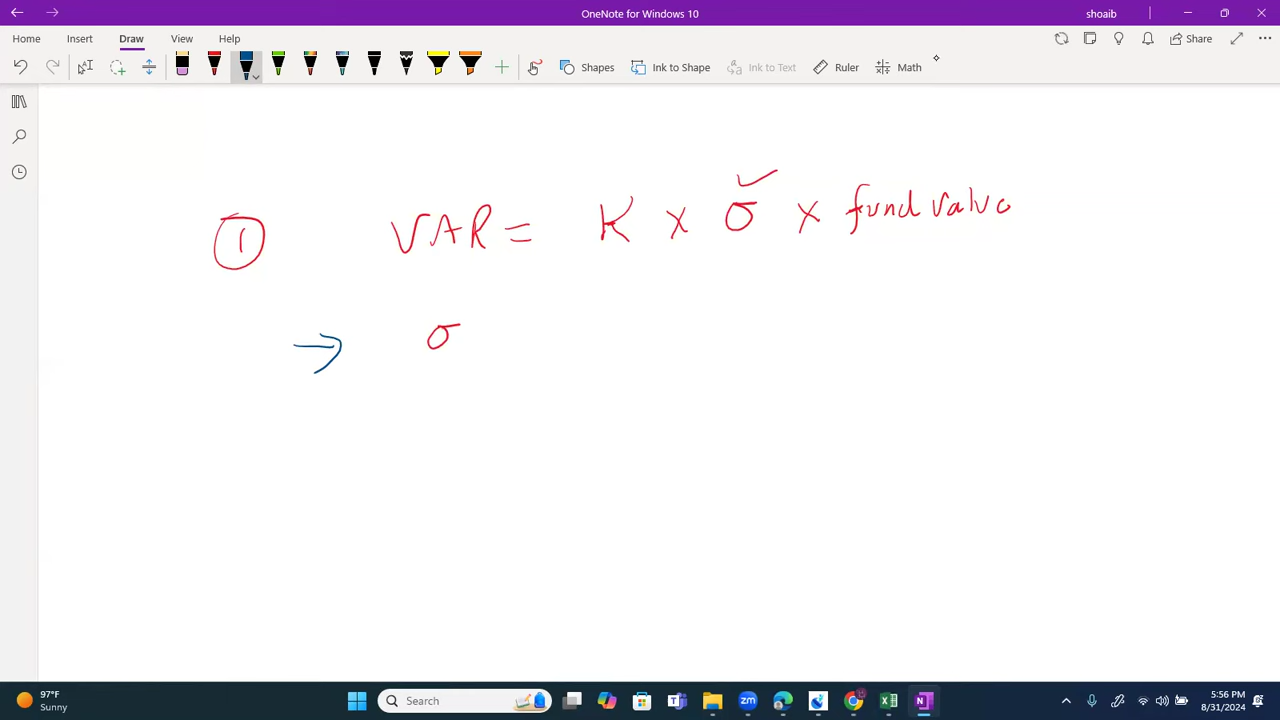 OneNote for Windows 10
shoaib
Home Insert Draw View Help
Share
Shapes Ink to Shape Ink to Text Ruler Math
① VAR = K × σ × fund value
→ σ
97°F
Sunny
Search
5:56 PM
8/31/2024